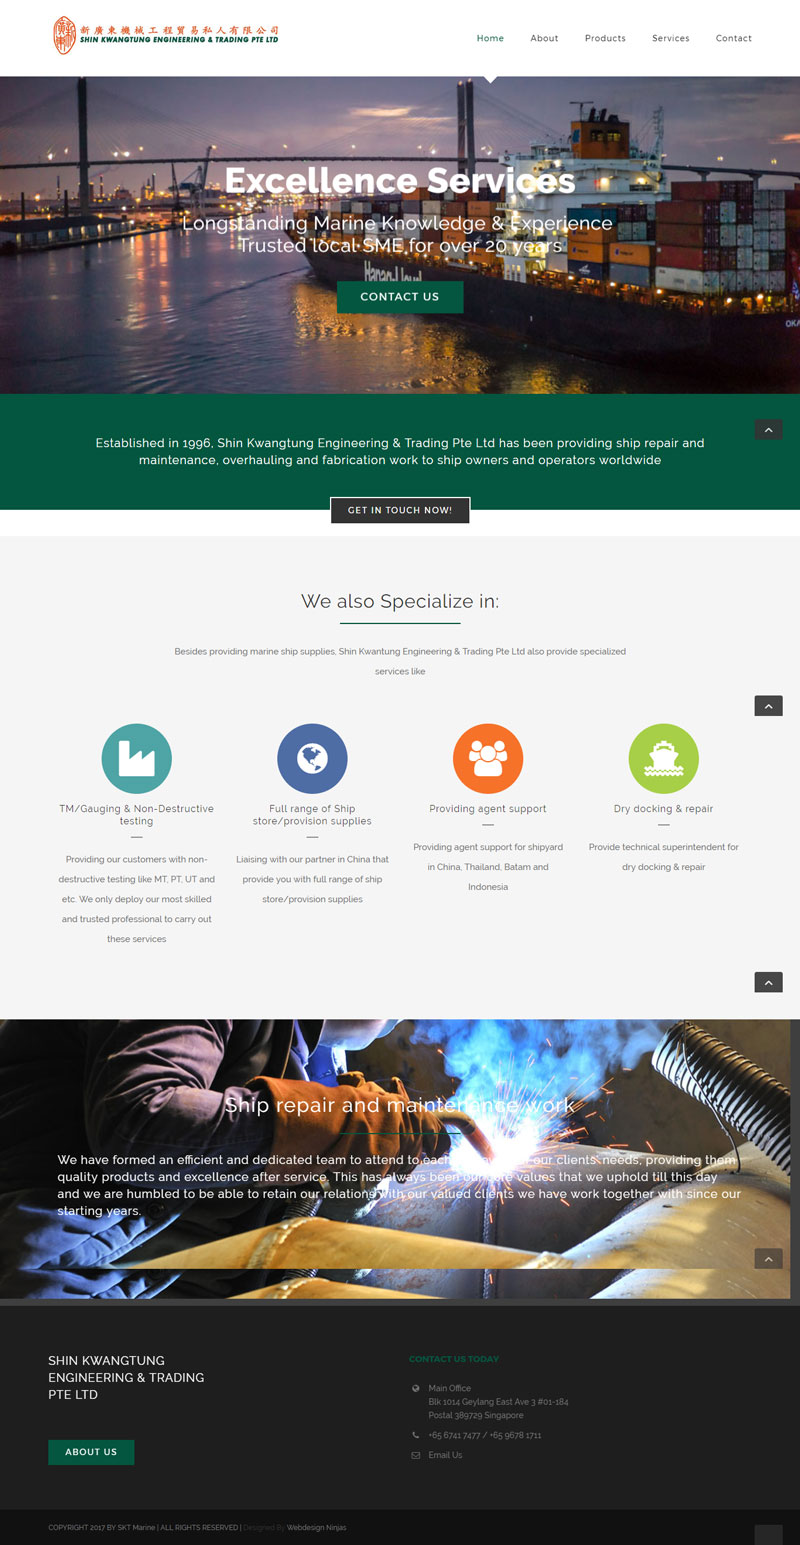 新廣東機械工程貿易私人有限公司
SHIN KWANGTUNG ENGINEERING & TRADING PTE LTD
Home About Products Services Contact
Excellence Services
Longstanding Marine Knowledge & Experience
Trusted local SME for over 20 years
Hapag-Lloyd
CONTACT US
OKA
Established in 1996, Shin Kwangtung Engineering & Trading Pte Ltd has been providing ship repair and
maintenance, overhauling and fabrication work to ship owners and operators worldwide
GET IN TOUCH NOW!
We also Specialize in:
Besides providing marine ship supplies, Shin Kwantung Engineering & Trading Pte Ltd also provide specialized
services like
TM/Gauging & Non-Destructive
testing
Providing our customers with non-
destructive testing like MT, PT, UT and
etc. We only deploy our most skilled
and trusted professional to carry out
these services
Full range of Ship
store/provision supplies
Liaising with our partner in China that
provide you with full range of ship
store/provision supplies
Providing agent support
Providing agent support for shipyard
in China, Thailand, Batam and
Indonesia
Dry docking & repair
Provide technical superintendent for
dry docking & repair
Ship repair and maintenance work
We have formed an efficient and dedicated team to attend to each our clients needs, providing them
quality products and excellence after service. This has always been our core values that we uphold till this day
and we are humbled to be able to retain our relations with our valued clients we have work together with since our
starting years.
SHIN KWANGTUNG
ENGINEERING & TRADING
PTE LTD
ABOUT US
CONTACT US TODAY
Main Office
Blk 1014 Geylang East Ave 3 #01-184
Postal 389729 Singapore
+65 6741 7477 / +65 9678 1711
Email Us
COPYRIGHT 2017 BY SKT Marine | ALL RIGHTS RESERVED | Designed By Webdesign Ninjas